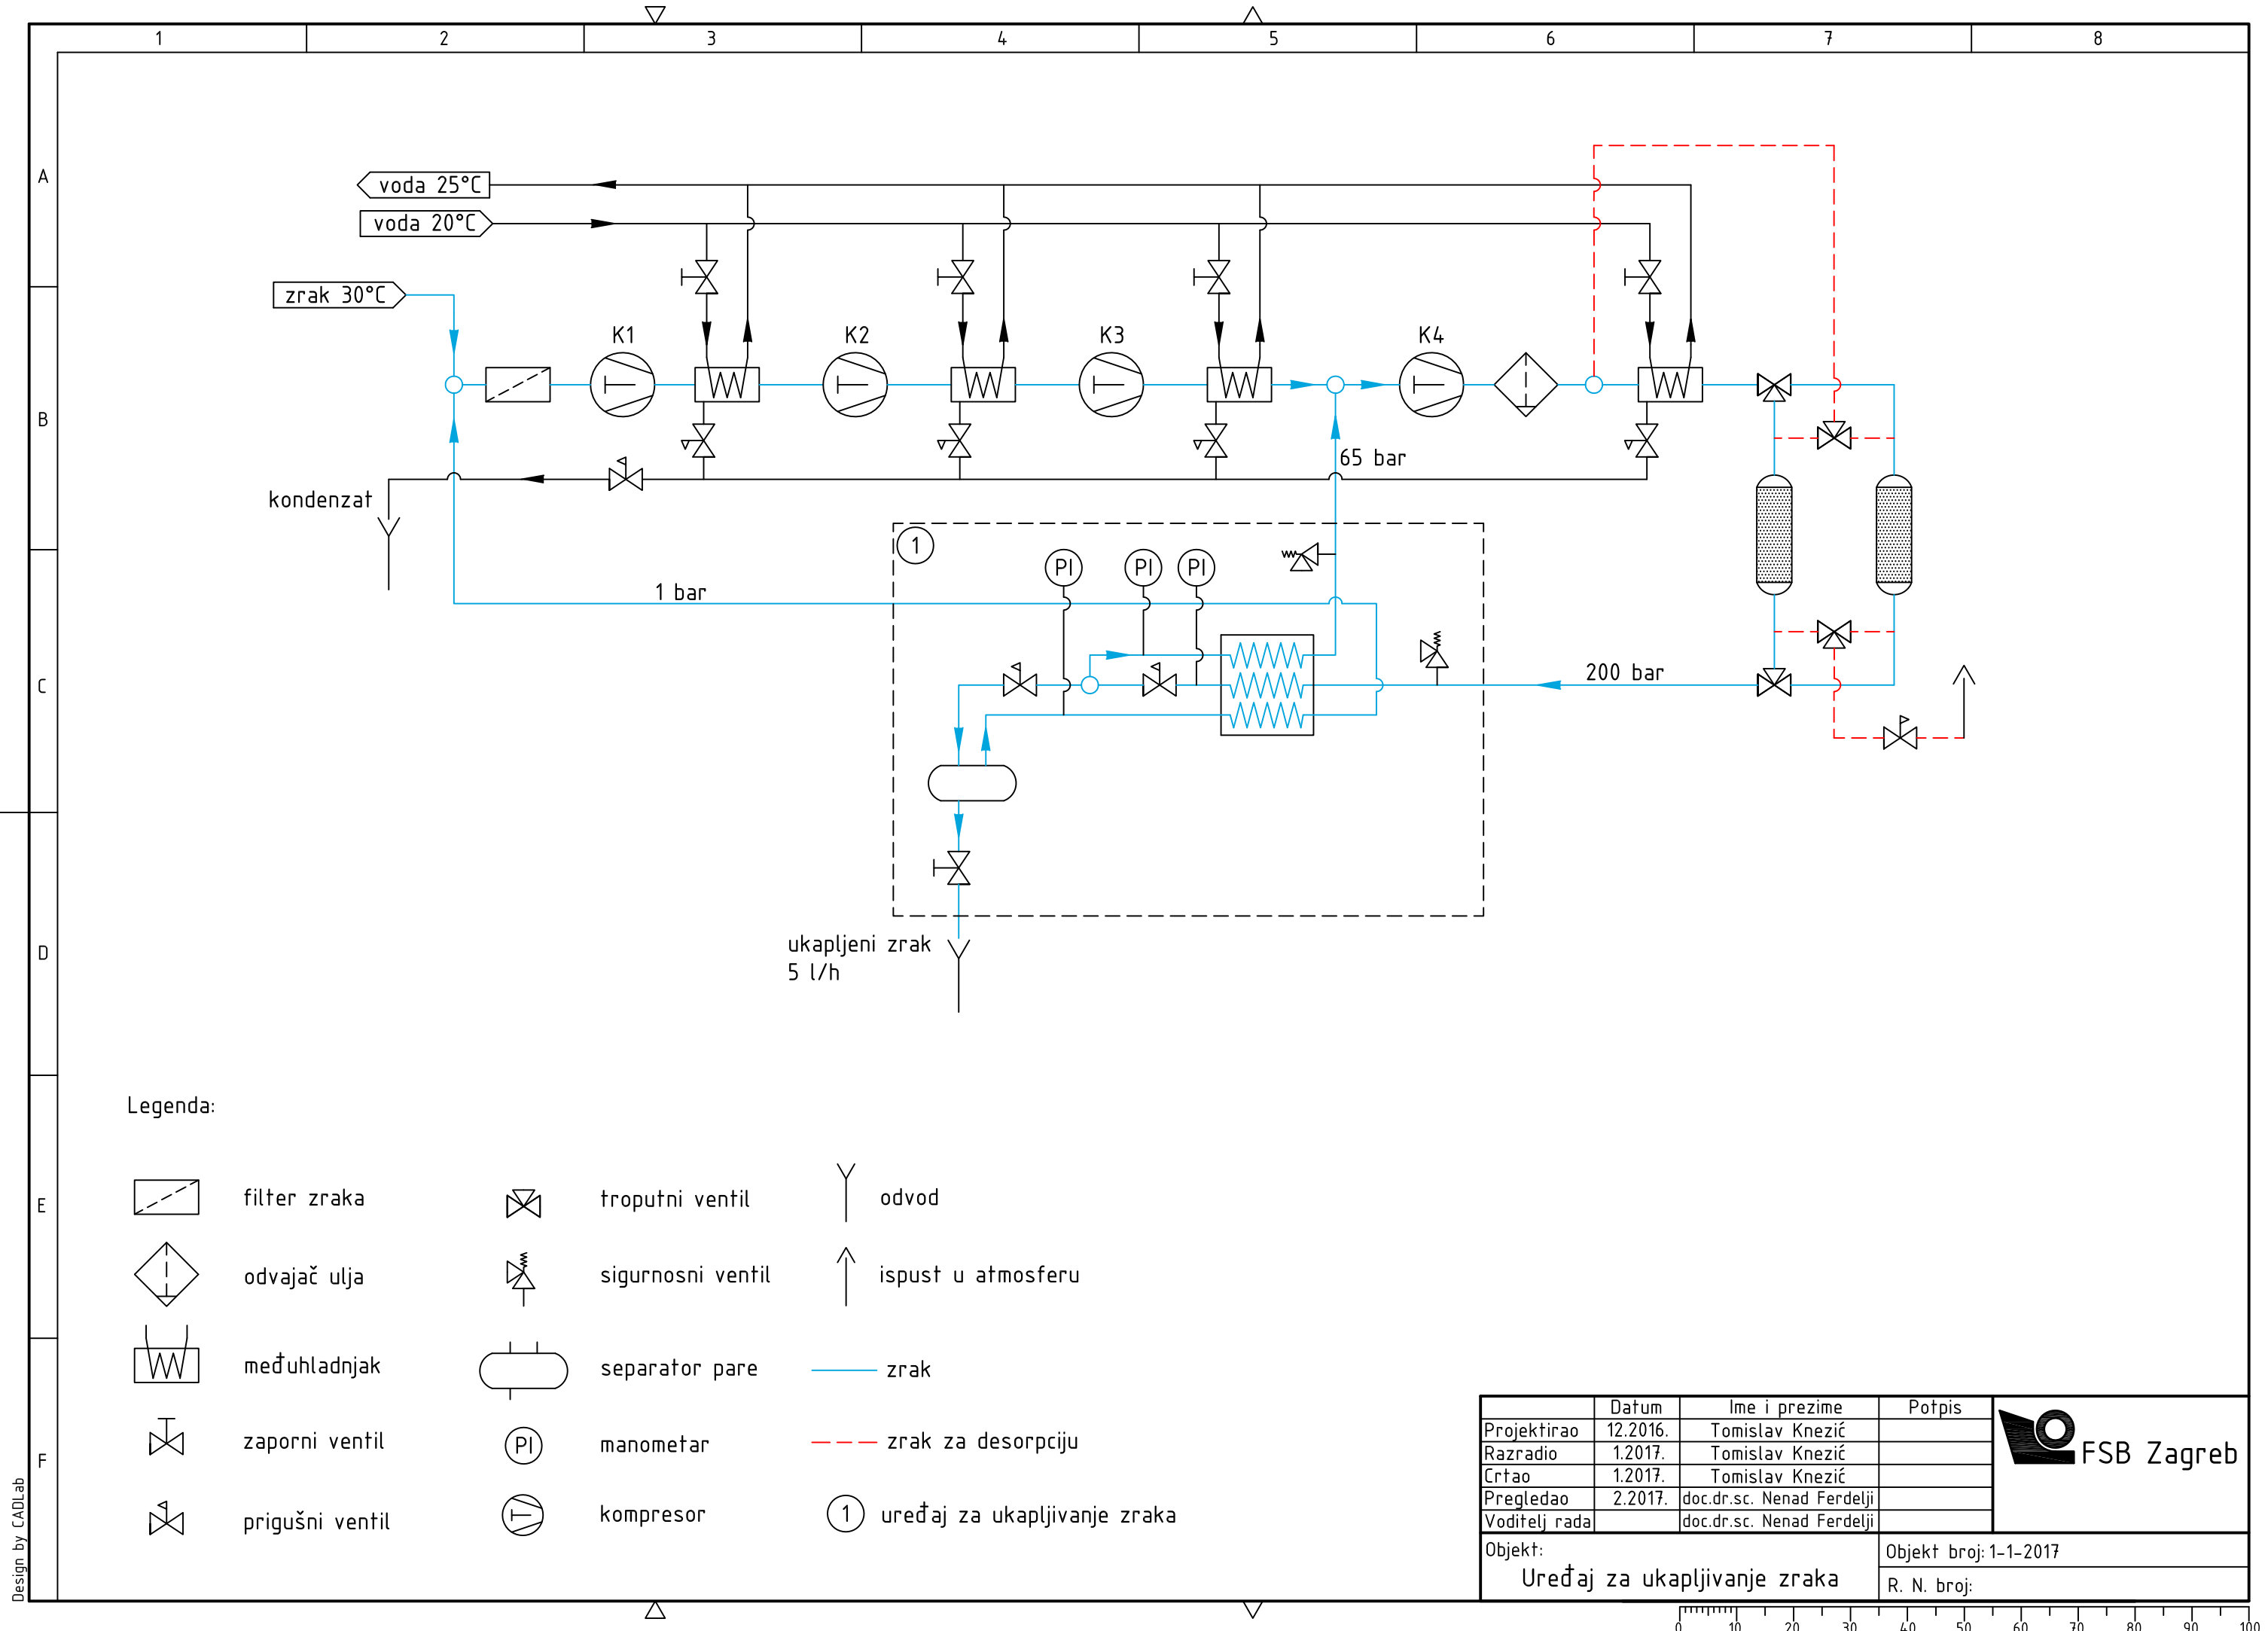 1 2 3 4 5 6 7 8
A
B
C
D
E
F
voda 25°C
voda 20°C
zrak 30°C
K1 K2 K3 K4
65 bar
kondenzat
1
PI PI PI
1 bar
200 bar
ukapljeni zrak
5 l/h
Legenda:
filter zraka
odvajač ulja
međuhladnjak
zaporni ventil
prigušni ventil
troputni ventil
sigurnosni ventil
separator pare
PI manometar
kompresor
odvod
ispust u atmosferu
zrak
zrak za desorpciju
1 uređaj za ukapljivanje zraka
Datum Ime i prezime Potpis
Projektirao 12.2016. Tomislav Knezić
Razradio 1.2017. Tomislav Knezić
Crtao 1.2017. Tomislav Knezić
Pregledao 2.2017. doc.dr.sc. Nenad Ferdelji
Voditelj rada doc.dr.sc. Nenad Ferdelji
FSB Zagreb
Objekt:
Uređaj za ukapljivanje zraka
Objekt broj: 1-1-2017
R. N. broj:
Design by CADLab
0 10 20 30 40 50 60 70 80 90 100